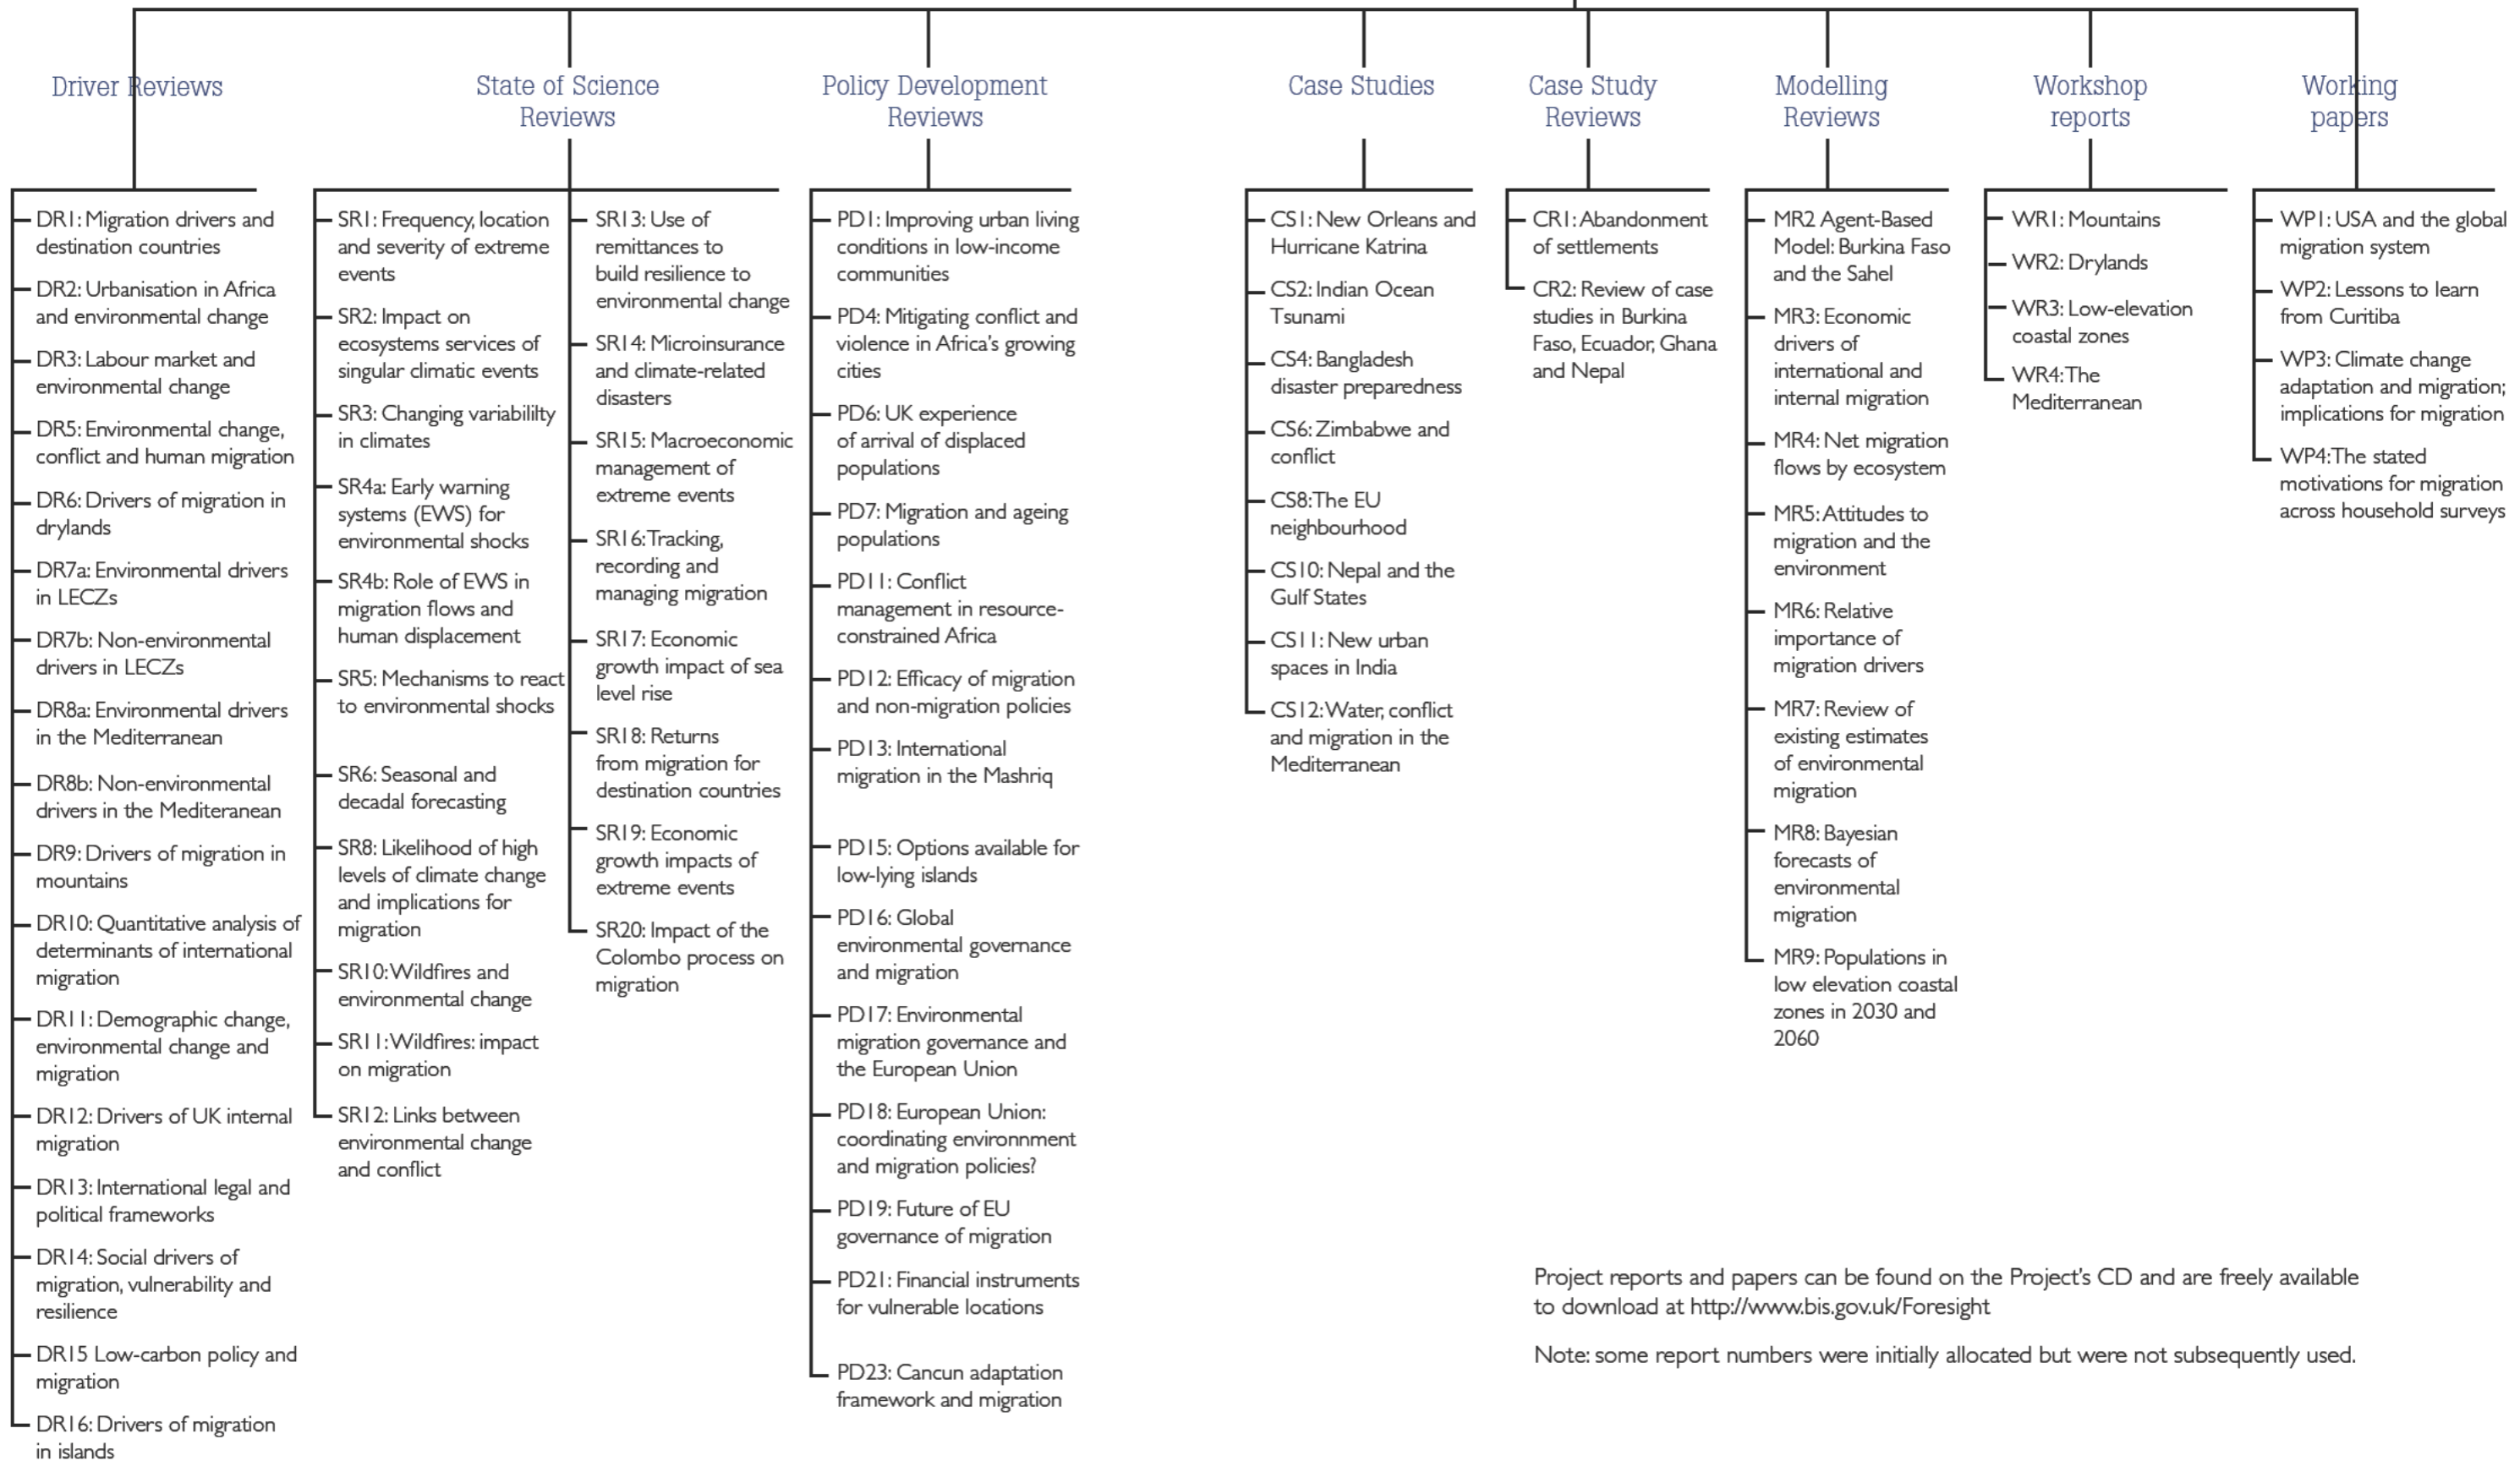 Driver Reviews
DR1: Migration drivers and
destination countries
DR2: Urbanisation in Africa
and environmental change
DR3: Labour market and
environmental change
DR5: Environmental change,
conflict and human migration
DR6: Drivers of migration in
drylands
DR7a: Environmental drivers
in LECZs
DR7b: Non-environmental
drivers in LECZs
DR8a: Environmental drivers
in the Mediterranean
DR8b: Non-environmental
drivers in the Mediteranean
DR9: Drivers of migration in
mountains
DR10: Quantitative analysis of
determinants of international
migration
DR11: Demographic change,
environmental change and
migration
DR12: Drivers of UK internal
migration
DR13: International legal and
political frameworks
DR14: Social drivers of
migration, vulnerability and
resilience
DR15 Low-carbon policy and
migration
DR16: Drivers of migration
in islands
State of Science
Reviews
SR1: Frequency, location
and severity of extreme
events
SR2: Impact on
ecosystems services of
singular climatic events
SR3: Changing variabililty
in climates
SR4a: Early warning
systems (EWS) for
environmental shocks
SR4b: Role of EWS in
migration flows and
human displacement
SR5: Mechanisms to react
to environmental shocks
SR6: Seasonal and
decadal forecasting
SR8: Likelihood of high
levels of climate change
and implications for
migration
SR10: Wildfires and
environmental change
SR11: Wildfires: impact
on migration
SR12: Links between
environmental change
and conflict
SR13: Use of
remittances to
build resilience to
environmental change
SR14: Microinsurance
and climate-related
disasters
SR15: Macroeconomic
management of
extreme events
SR16: Tracking,
recording and
managing migration
SR17: Economic
growth impact of sea
level rise
SR18: Returns
from migration for
destination countries
SR19: Economic
growth impacts of
extreme events
SR20: Impact of the
Colombo process on
migration
Policy Development
Reviews
PD1: Improving urban living
conditions in low-income
communities
PD4: Mitigating conflict and
violence in Africa's growing
cities
PD6: UK experience
of arrival of displaced
populations
PD7: Migration and ageing
populations
PD11: Conflict
management in resource-
constrained Africa
PD12: Efficacy of migration
and non-migration policies
PD13: International
migration in the Mashriq
PD15: Options available for
low-lying islands
PD16: Global
environmental governance
and migration
PD17: Environmental
migration governance and
the European Union
PD18: European Union:
coordinating environnment
and migration policies?
PD19: Future of EU
governance of migration
PD21: Financial instruments
for vulnerable locations
PD23: Cancun adaptation
framework and migration
Case Studies
CS1: New Orleans and
Hurricane Katrina
CS2: Indian Ocean
Tsunami
CS4: Bangladesh
disaster preparedness
CS6: Zimbabwe and
conflict
CS8: The EU
neighbourhood
CS10: Nepal and the
Gulf States
CS11: New urban
spaces in India
CS12: Water, conflict
and migration in the
Mediterranean
Case Study
Reviews
CR1: Abandonment
of settlements
CR2: Review of case
studies in Burkina
Faso, Ecuador, Ghana
and Nepal
Modelling
Reviews
MR2 Agent-Based
Model: Burkina Faso
and the Sahel
MR3: Economic
drivers of
international and
internal migration
MR4: Net migration
flows by ecosystem
MR5: Attitudes to
migration and the
environment
MR6: Relative
importance of
migration drivers
MR7: Review of
existing estimates
of environmental
migration
MR8: Bayesian
forecasts of
environmental
migration
MR9: Populations in
low elevation coastal
zones in 2030 and
2060
Workshop
reports
WR1: Mountains
WR2: Drylands
WR3: Low-elevation
coastal zones
WR4: The
Mediterranean
Working
papers
WP1: USA and the global
migration system
WP2: Lessons to learn
from Curitiba
WP3: Climate change
adaptation and migration;
implications for migration
WP4: The stated
motivations for migration
across household surveys
Project reports and papers can be found on the Project's CD and are freely available
to download at http://www.bis.gov.uk/Foresight
Note: some report numbers were initially allocated but were not subsequently used.